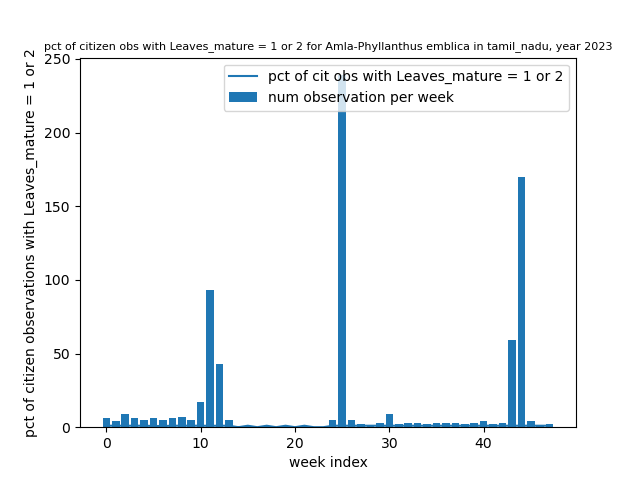 pct of citizen obs with Leaves_mature = 1 or 2 for Amla-Phyllanthus emblica in tamil_nadu, year 2023
pct of citizen observations with Leaves_mature = 1 or 2
250
200
150
100
50
0
pct of cit obs with Leaves_mature = 1 or 2
num observation per week
0 10 20 30 40
week index